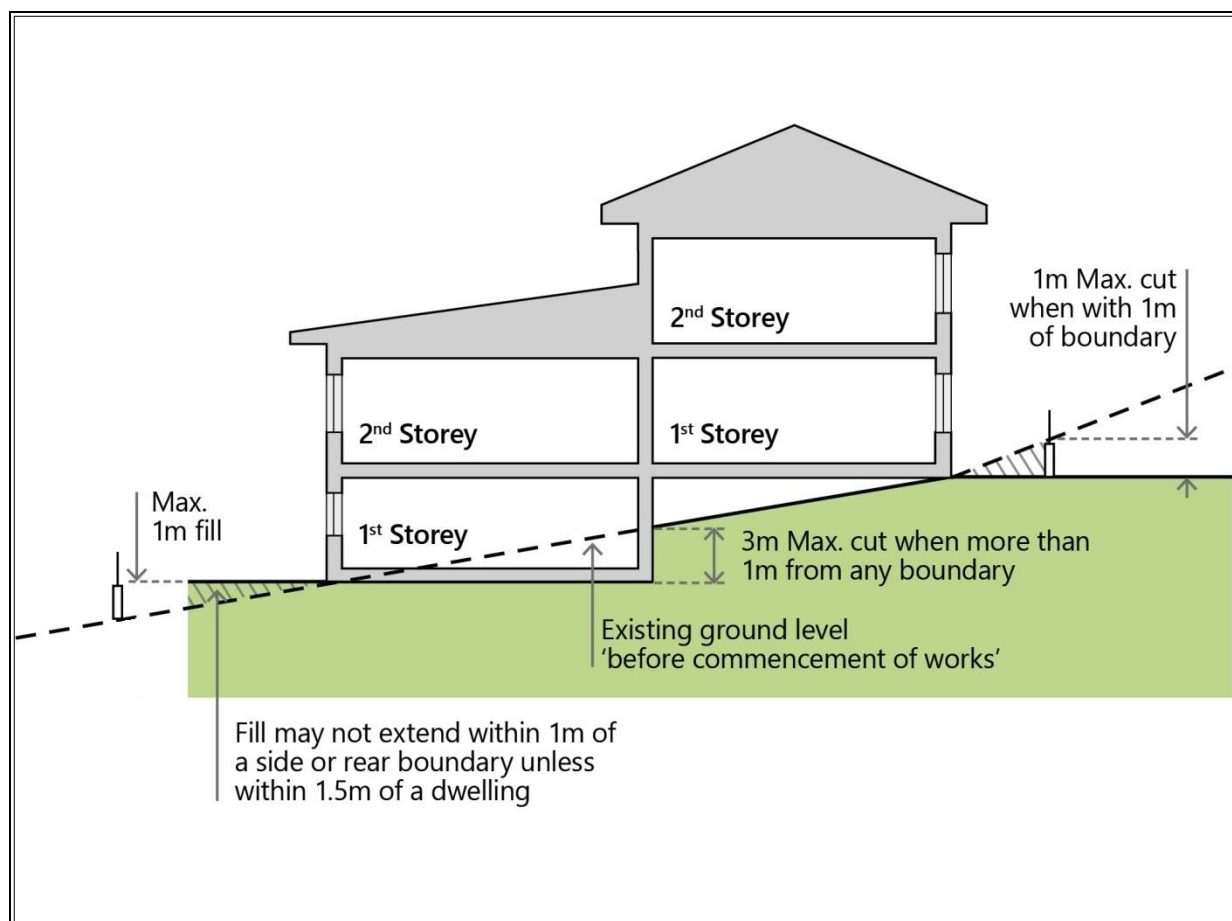 2nd Storey
1m Max. cut
when with 1m
of boundary
2nd Storey
1st Storey
Max.
1m fill
1st Storey
3m Max. cut when more than
1m from any boundary
Existing ground level
‘before commencement of works’
Fill may not extend within 1m of
a side or rear boundary unless
within 1.5m of a dwelling